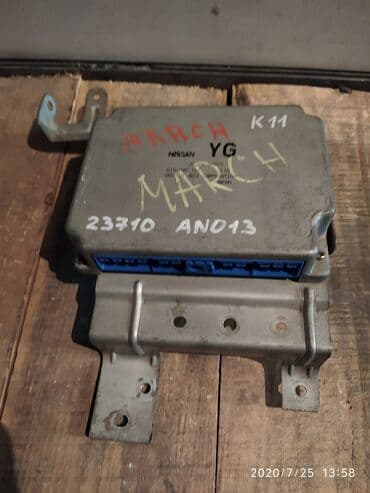 MARCH K11
NISSAN YG
MARCH
23710 AN013
2020/7/25 13:58